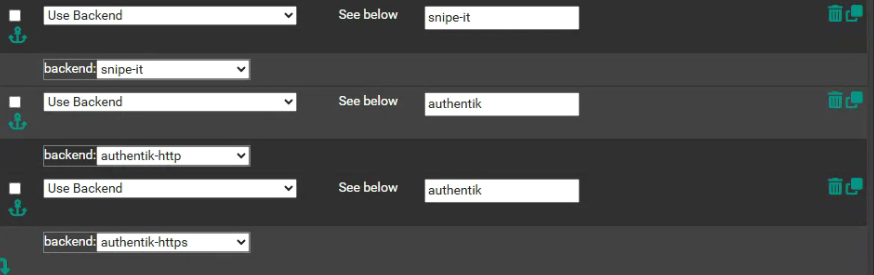 Use Backend See below snipe-it
backend: snipe-it
Use Backend See below authentik
backend: authentik-http
Use Backend See below authentik
backend: authentik-https